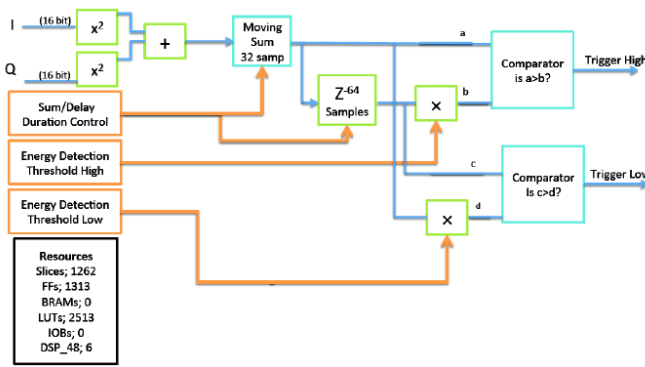 I
(16 bit)
x²
Q
(16 bit)
x²
+
Moving
Sum
32 samp
Z⁻⁶⁴
Samples
×
×
a
b
c
d
Comparator
is a>b?
Trigger High
Comparator
Is c>d?
Trigger Low
Sum/Delay
Duration Control
Energy Detection
Threshold High
Energy Detection
Threshold Low
Resources
Slices; 1262
FFs; 1313
BRAMs; 0
LUTs; 2513
IOBs; 0
DSP_48; 6